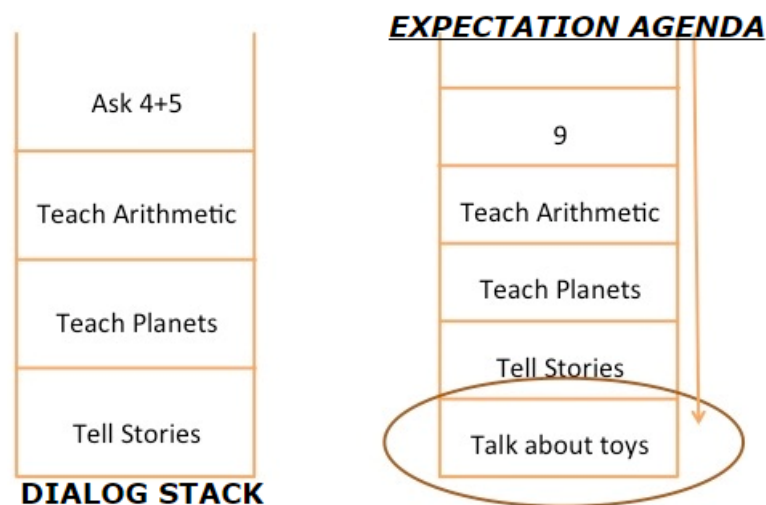 EXPECTATION AGENDA
Ask 4+5
Teach Arithmetic
Teach Planets
Tell Stories
DIALOG STACK
9
Teach Arithmetic
Teach Planets
Tell Stories
Talk about toys